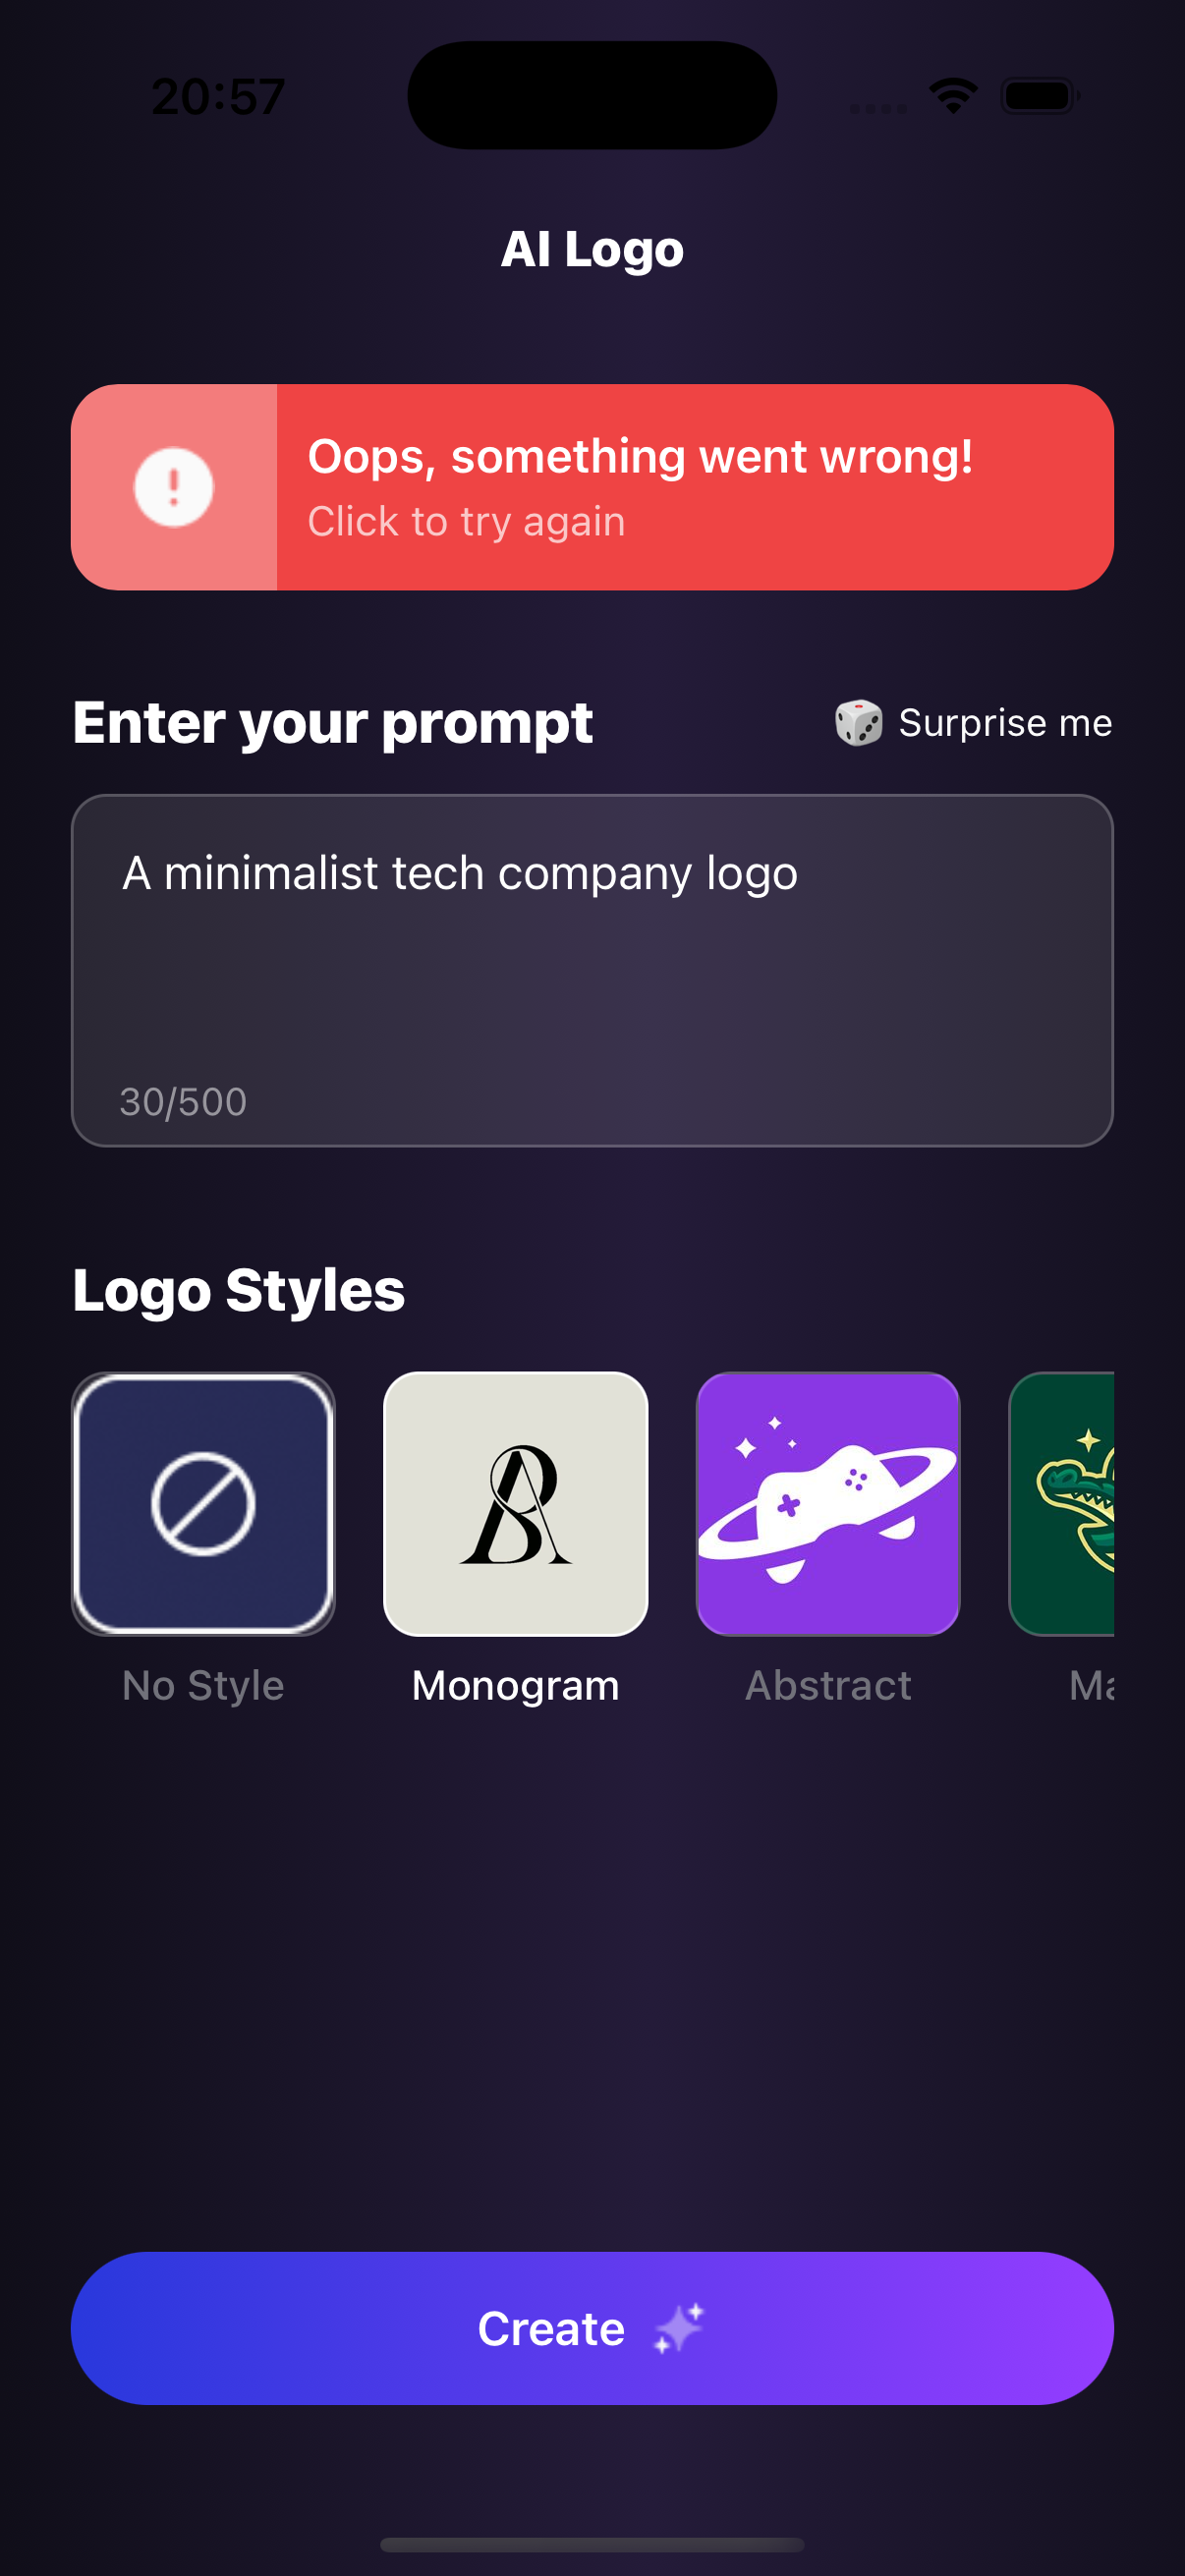 20:57
AI Logo
Oops, something went wrong!
Click to try again
Enter your prompt
🎲 Surprise me
A minimalist tech company logo
30/500
Logo Styles
No Style
Monogram
Abstract
Ma
Create